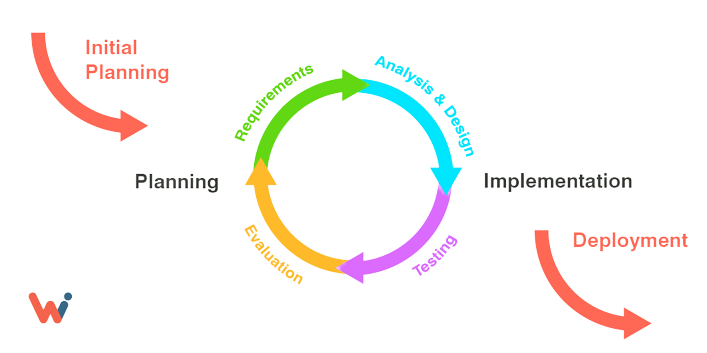 Initial
Planning
Requirements
Analysis & Design
Planning
Implementation
Evaluation
Testing
Deployment